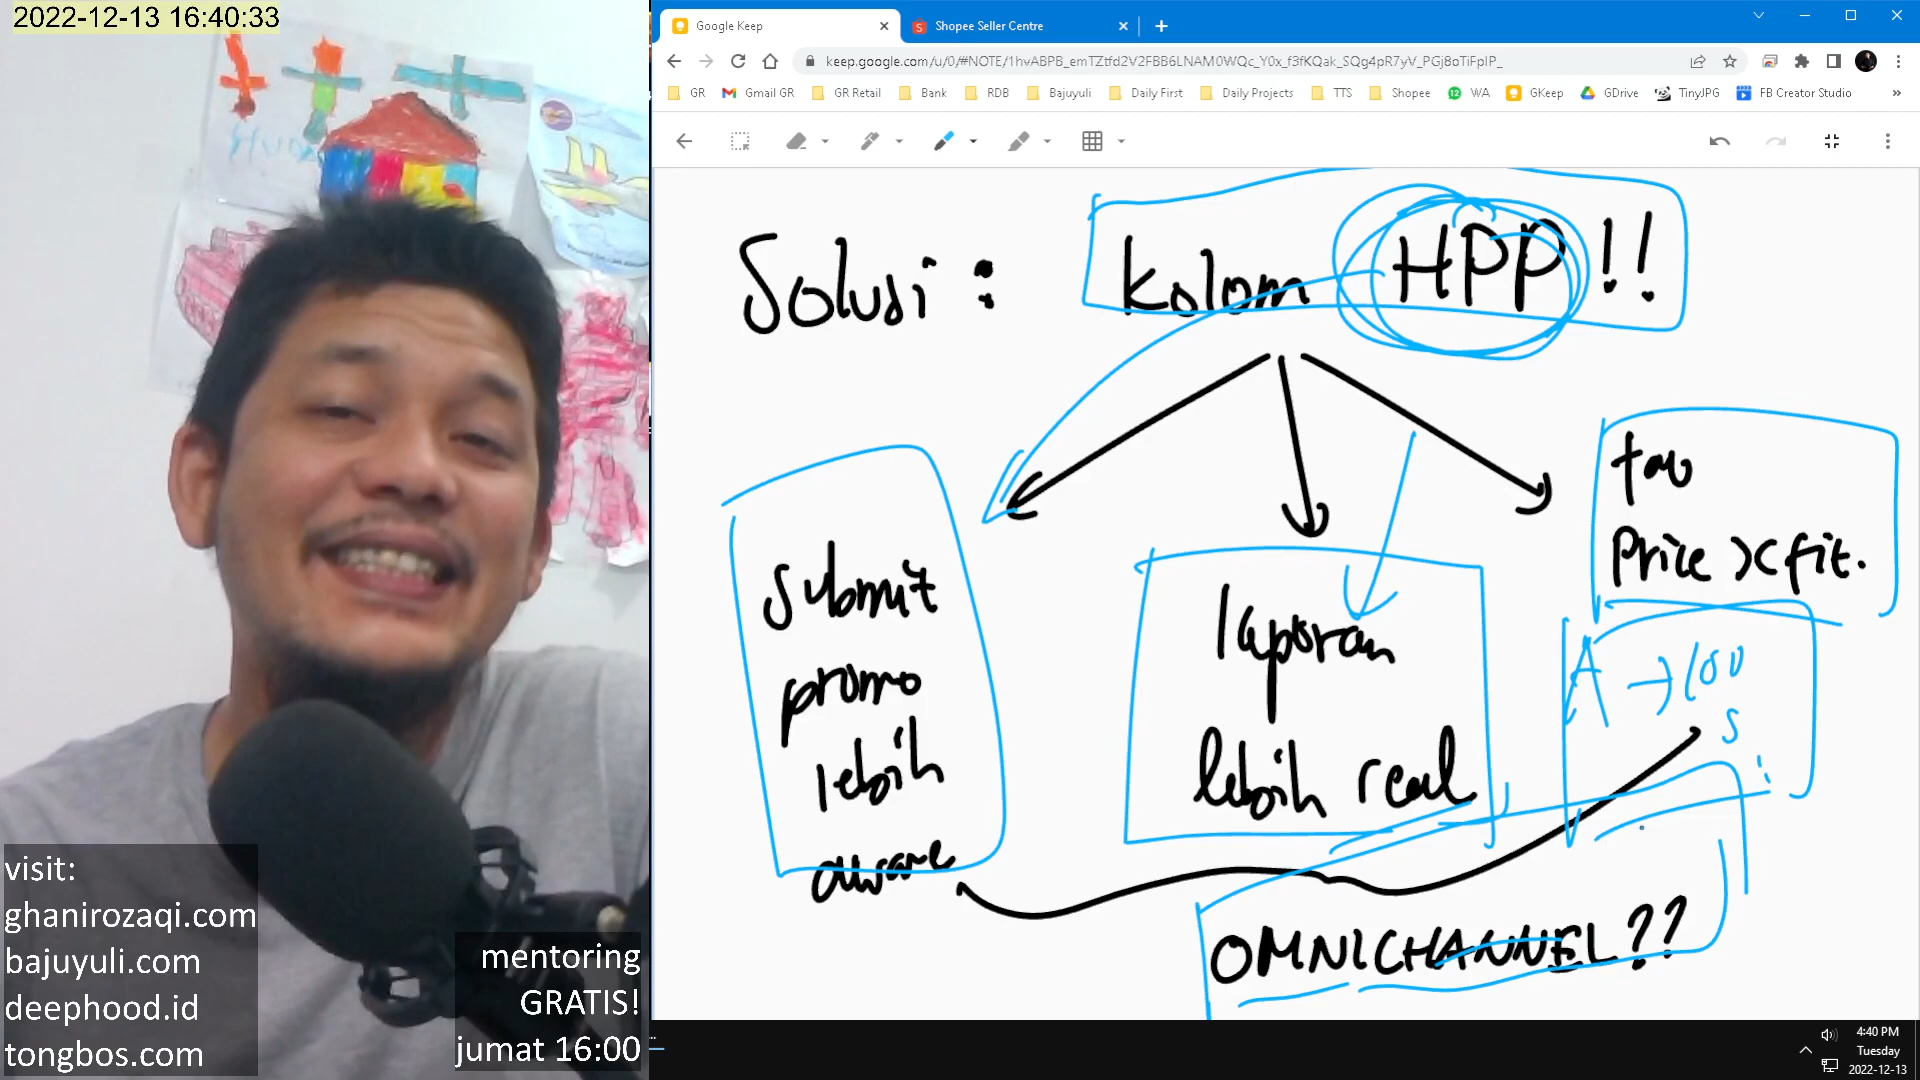 2022-12-13 16:40:33
visit:
ghanirozaqi.com
bajuyuli.com
deephood.id
tongbos.com
mentoring
GRATIS!
jumat 16:00
Google Keep
Shopee Seller Centre
keep.google.com/u/0/#NOTE/1hvABPB_emTZtfd2V2FBB6LNAM0WQc_Y0x_f3fKQak_SQg4pR7yV_PGj8oTiFpIP_
GR Gmail GR GR Retail Bank RDB Bajuyuli Daily First Daily Projects TTS Shopee WA GKeep GDrive TinyJPG FB Creator Studio »
Solusi : kolom HPP !!
submit
promo
lebih
aware
laporan
lebih real
Price
fit.
A → 100
S
OMNICHANNEL ??
4:40 PM
Tuesday
2022-12-13